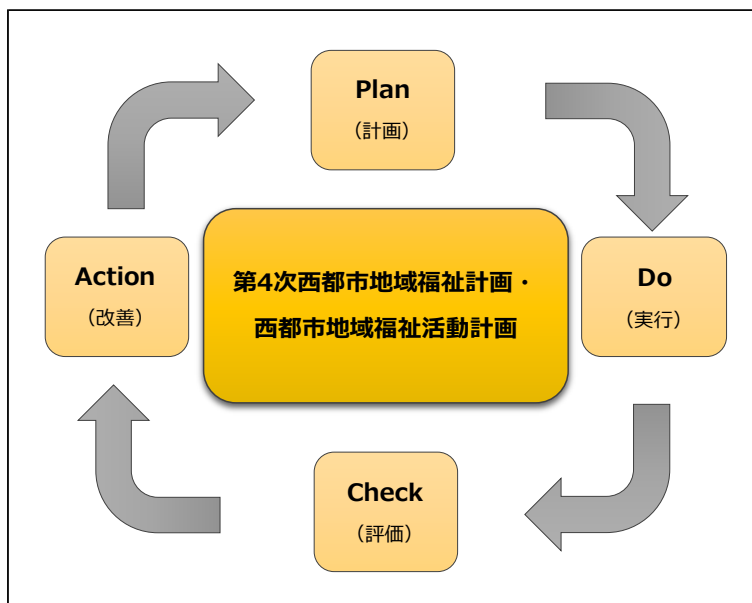 Plan
（計画）
Action
（改善）
第4次西都市地域福祉計画・
西都市地域福祉活動計画
Do
（実行）
Check
（評価）